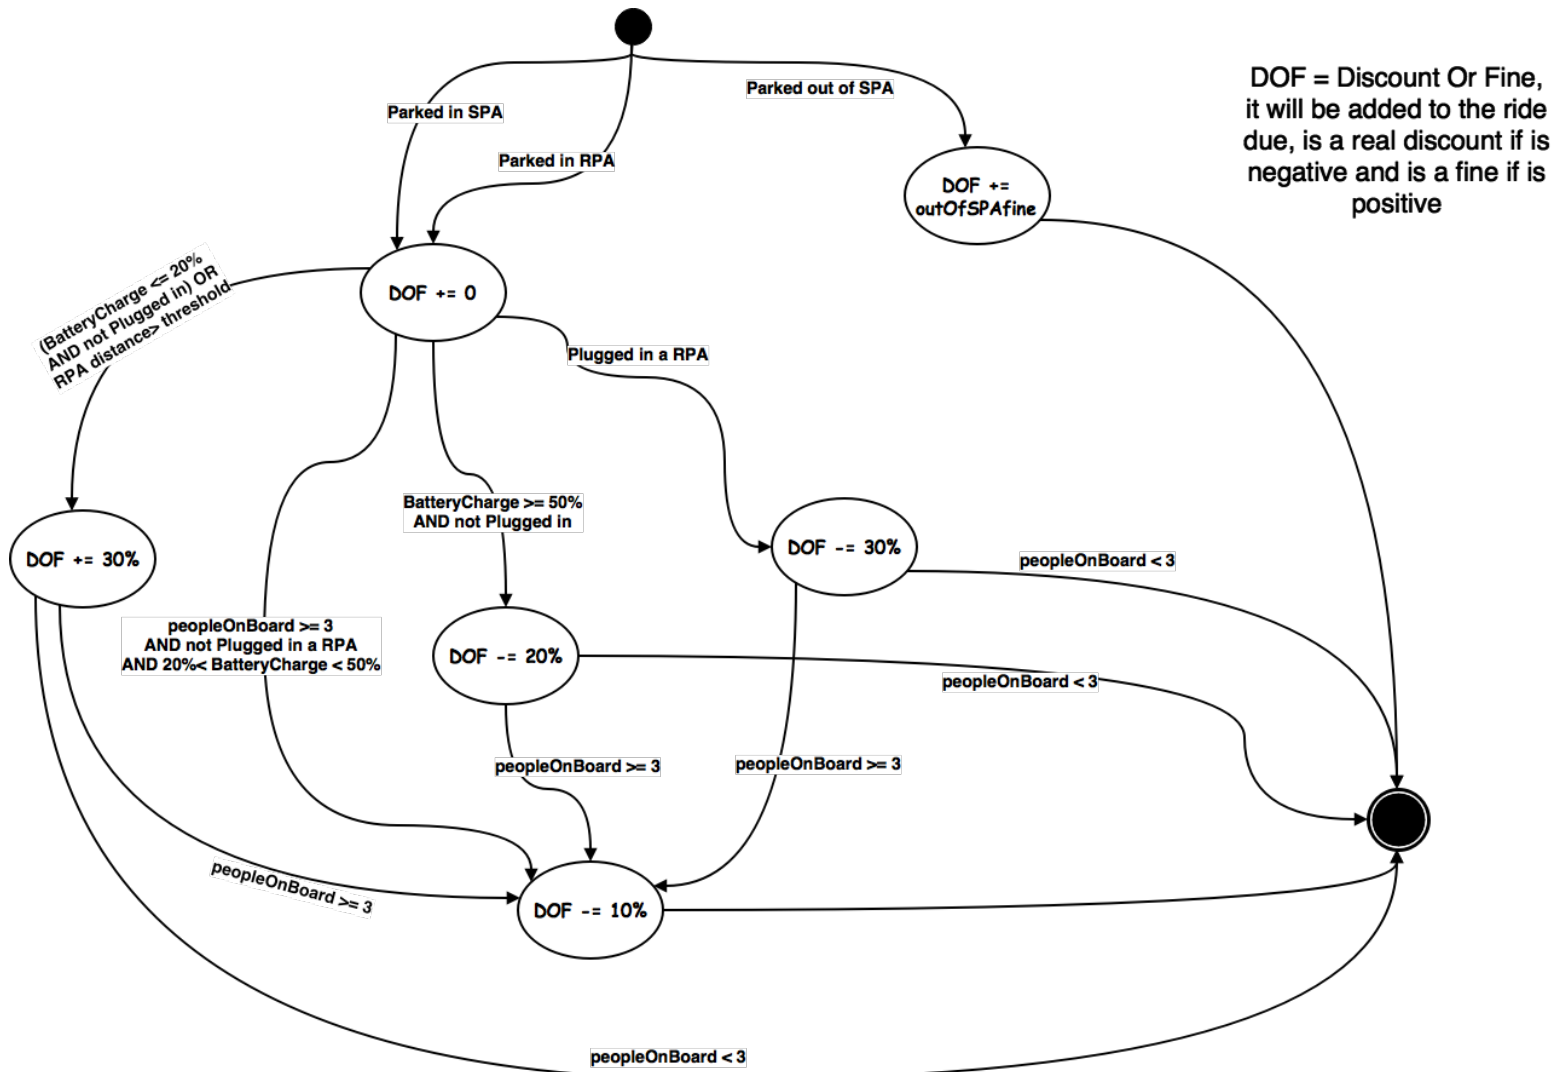 DOF = Discount Or Fine,
it will be added to the ride
due, is a real discount if is
negative and is a fine if is
positive
Parked out of SPA
Parked in SPA
Parked in RPA
DOF +=
outOfSPAfine
(BatteryCharge <= 20%
AND not Plugged in) OR
RPA distance> threshold
DOF += 0
Plugged in a RPA
BatteryCharge >= 50%
AND not Plugged in
DOF += 30%
DOF -= 30%
peopleOnBoard < 3
peopleOnBoard >= 3
AND not Plugged in a RPA
AND 20%< BatteryCharge < 50%
DOF -= 20%
peopleOnBoard < 3
peopleOnBoard >= 3
peopleOnBoard >= 3
peopleOnBoard >= 3
DOF -= 10%
peopleOnBoard < 3